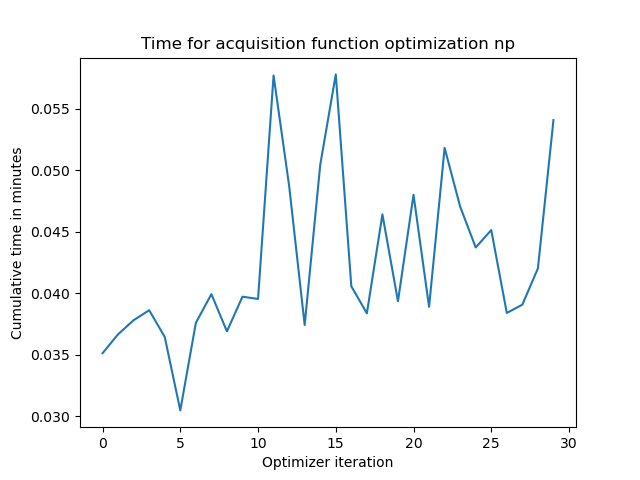 Time for acquisition function optimization np
Cumulative time in minutes
0.055
0.050
0.045
0.040
0.035
0.030
0 5 10 15 20 25 30
Optimizer iteration